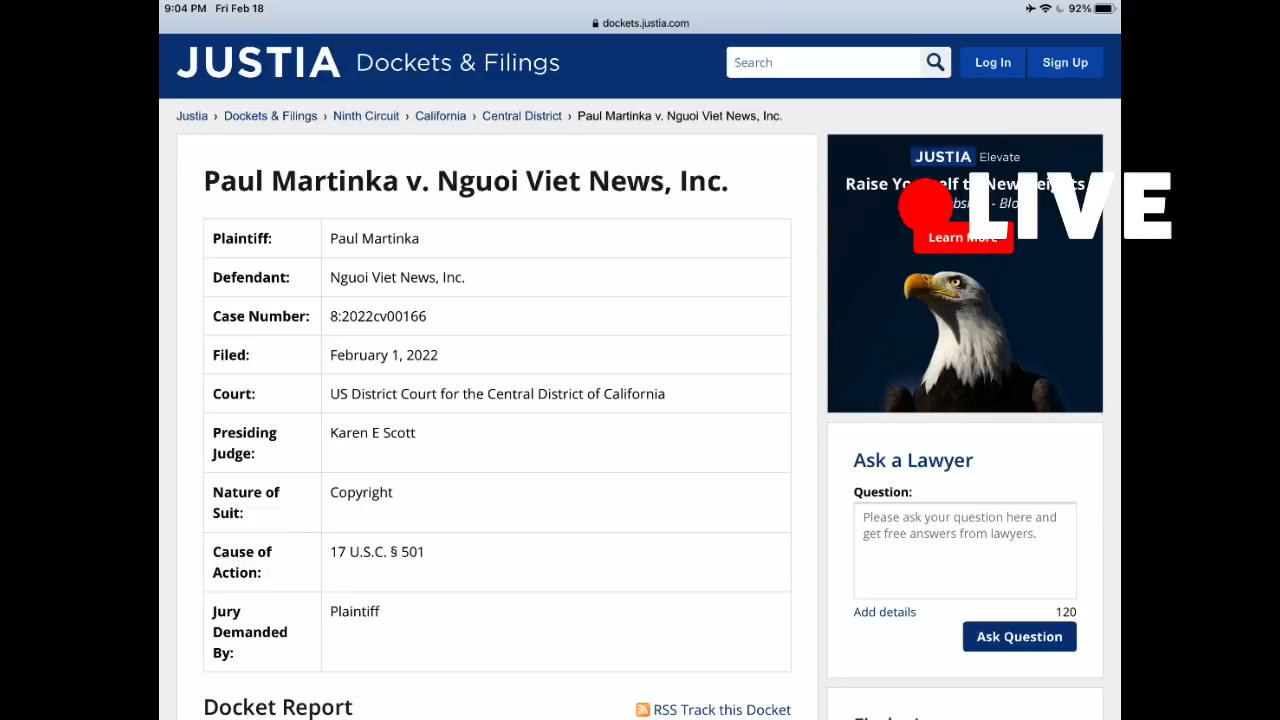 9:04 PM Fri Feb 18
92%
dockets.justia.com
JUSTIA Dockets & Filings
Search
Log In
Sign Up
Justia › Dockets & Filings › Ninth Circuit › California › Central District › Paul Martinka v. Nguoi Viet News, Inc.
Paul Martinka v. Nguoi Viet News, Inc.
Plaintiff: Paul Martinka
Defendant: Nguoi Viet News, Inc.
Case Number: 8:2022cv00166
Filed: February 1, 2022
Court: US District Court for the Central District of California
Presiding Karen E Scott
Judge:
Nature of Copyright
Suit:
Cause of 17 U.S.C. § 501
Action:
Jury Plaintiff
Demanded
By:
Docket Report
RSS Track this Docket
JUSTIA Elevate
Raise
LIVE
Learn
Ask a Lawyer
Question:
Please ask your question here and
get free answers from lawyers.
Add details 120
Ask Question